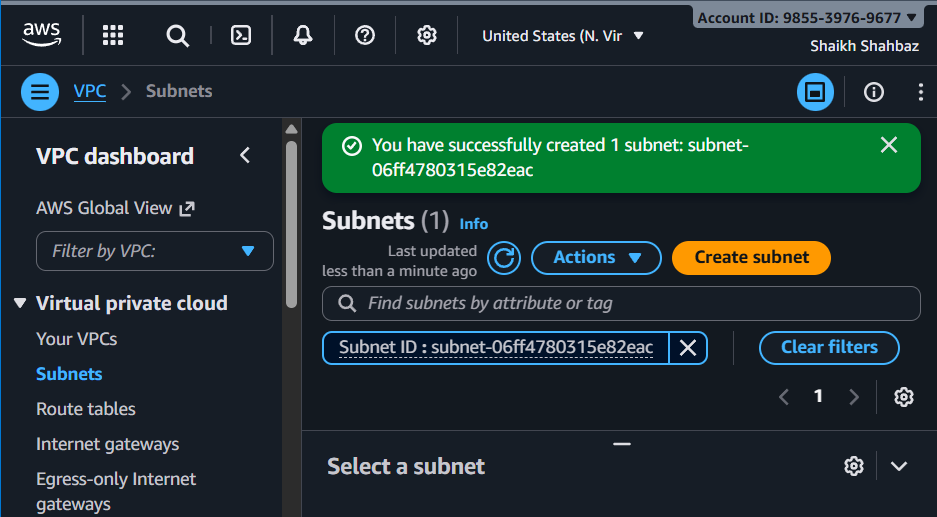 aws
United States (N. Vir
Account ID: 9855-3976-9677
Shaikh Shahbaz
VPC
Subnets
VPC dashboard
AWS Global View
Filter by VPC:
Virtual private cloud
Your VPCs
Subnets
Route tables
Internet gateways
Egress-only Internet
gateways
You have successfully created 1 subnet: subnet-
06ff4780315e82eac
Subnets (1) Info
Last updated
less than a minute ago
Actions
Create subnet
Find subnets by attribute or tag
Subnet ID : subnet-06ff4780315e82eac
Clear filters
1
Select a subnet